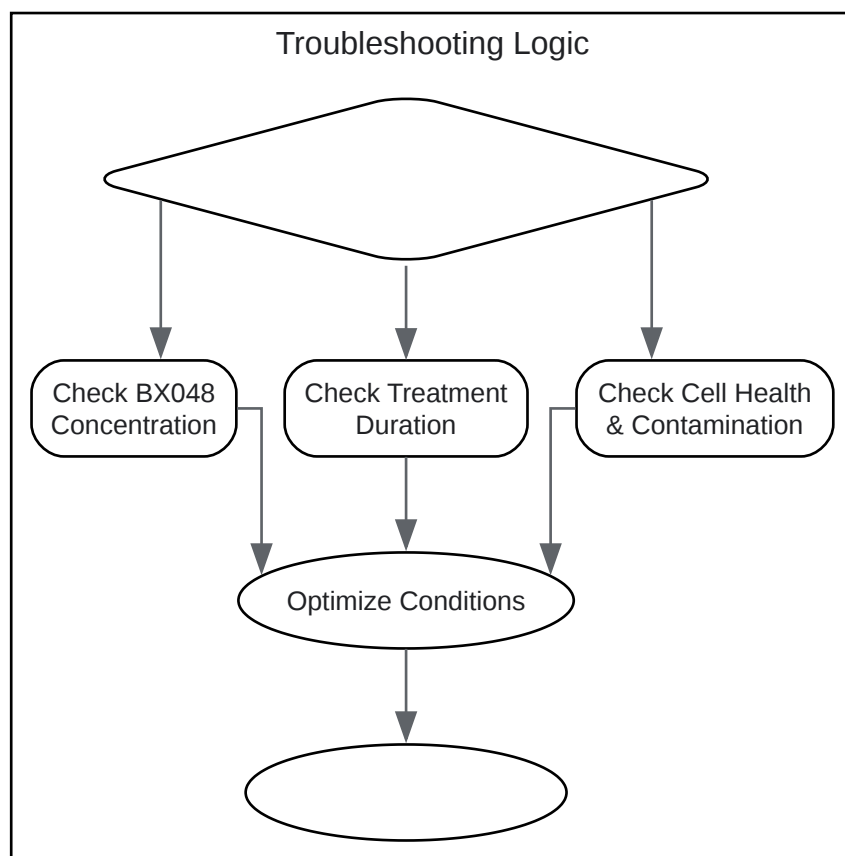 Troubleshooting Logic
Check BX048
Concentration
Check Treatment
Duration
Check Cell Health
& Contamination
Optimize Conditions